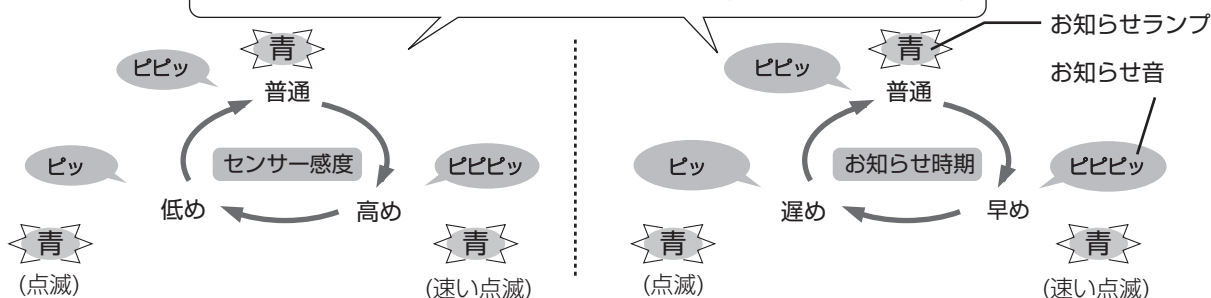 お知らせランプ
お知らせ音
青
ピピッ
普通
ピッ
センサー感度
ピピピッ
低め
高め
青
(点滅)
青
(速い点滅)
青
ピピッ
普通
ピッ
お知らせ時期
ピピピッ
遅め
早め
青
(点滅)
青
(速い点滅)